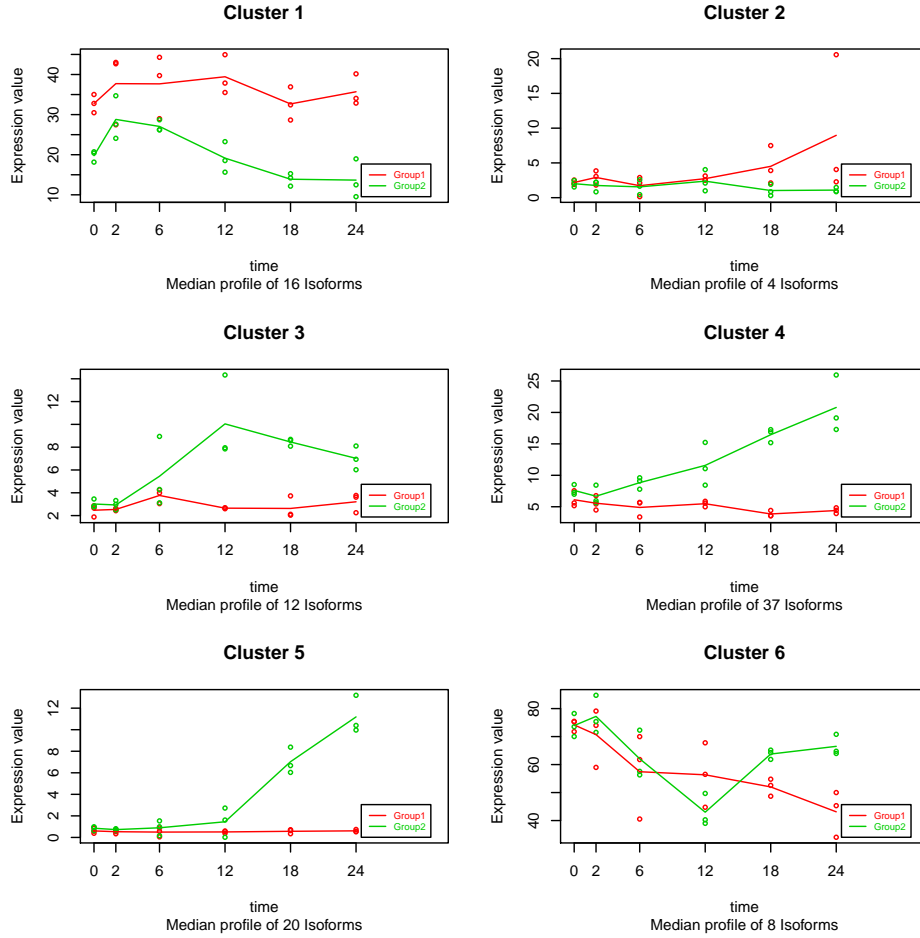 Cluster 1
Expression value
10 20 30 40
0 2 6 12 18 24
Group1
Group2
time
Median profile of 16 Isoforms
Cluster 2
Expression value
0 5 10 15 20
0 2 6 12 18 24
Group1
Group2
time
Median profile of 4 Isoforms
Cluster 3
Expression value
2 4 6 8 12
0 2 6 12 18 24
Group1
Group2
time
Median profile of 12 Isoforms
Cluster 4
Expression value
5 10 15 20 25
0 2 6 12 18 24
Group1
Group2
time
Median profile of 37 Isoforms
Cluster 5
Expression value
0 2 4 6 8 12
0 2 6 12 18 24
Group1
Group2
time
Median profile of 20 Isoforms
Cluster 6
Expression value
40 60 80
0 2 6 12 18 24
Group1
Group2
time
Median profile of 8 Isoforms